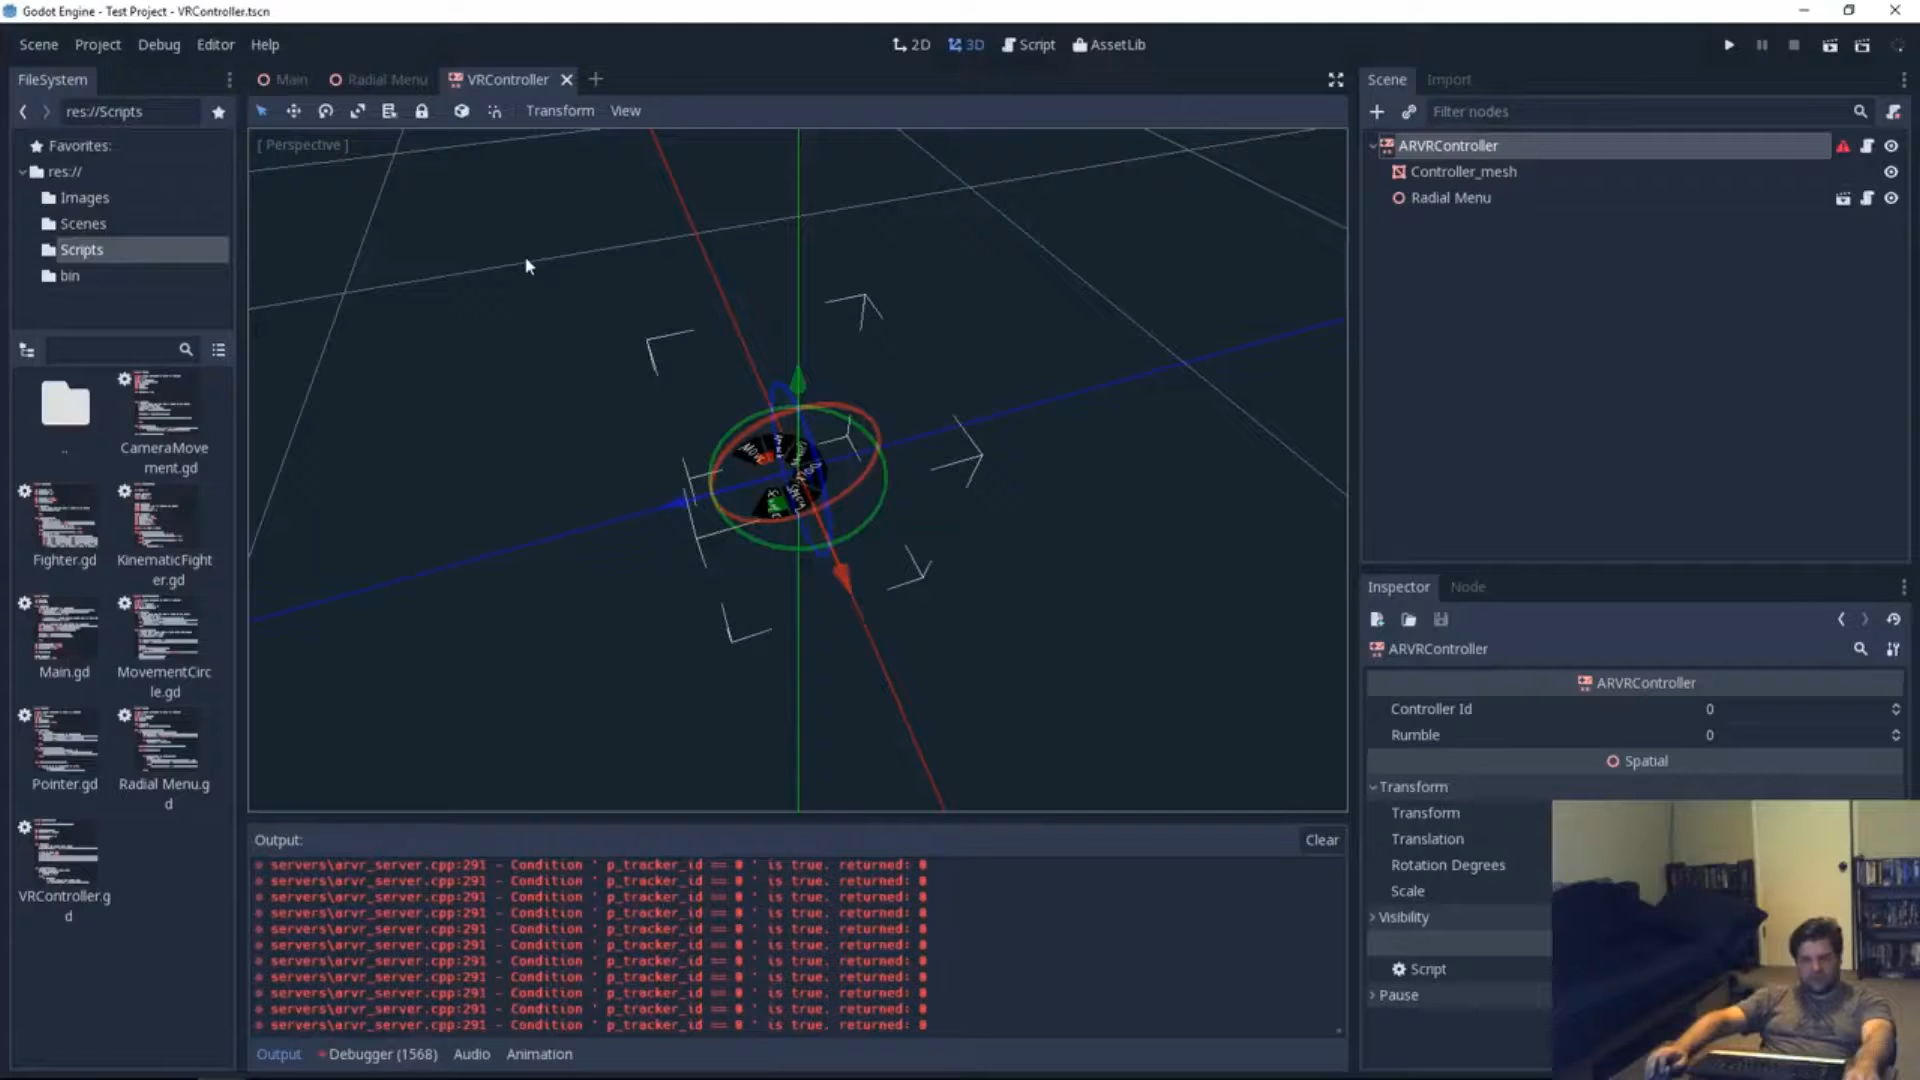 Godot Engine - Test Project - VRController.tscn
Scene Project Debug Editor Help
2D 3D Script AssetLib
FileSystem
Main Radial Menu VRController
Scene Import
res://Scripts
Transform View
Filter nodes
Favorites:
res://
Images
Scenes
Scripts
bin
[ Perspective ]
ARVRController
Controller_mesh
Radial Menu
..
CameraMove
ment.gd
Fighter.gd
KinematicFight
er.gd
Main.gd
MovementCir
cle.gd
Pointer.gd
Radial Menu.g
d
VRController.g
d
Move
Output:
Clear
servers\arvr_server.cpp:291 - Condition ' p_tracker_id == 0 ' is true. returned: 0
servers\arvr_server.cpp:291 - Condition ' p_tracker_id == 0 ' is true. returned: 0
servers\arvr_server.cpp:291 - Condition ' p_tracker_id == 0 ' is true. returned: 0
servers\arvr_server.cpp:291 - Condition ' p_tracker_id == 0 ' is true. returned: 0
servers\arvr_server.cpp:291 - Condition ' p_tracker_id == 0 ' is true. returned: 0
servers\arvr_server.cpp:291 - Condition ' p_tracker_id == 0 ' is true. returned: 0
servers\arvr_server.cpp:291 - Condition ' p_tracker_id == 0 ' is true. returned: 0
servers\arvr_server.cpp:291 - Condition ' p_tracker_id == 0 ' is true. returned: 0
servers\arvr_server.cpp:291 - Condition ' p_tracker_id == 0 ' is true. returned: 0
servers\arvr_server.cpp:291 - Condition ' p_tracker_id == 0 ' is true. returned: 0
servers\arvr_server.cpp:291 - Condition ' p_tracker_id == 0 ' is true. returned: 0
Output Debugger (1568) Audio Animation
Inspector Node
ARVRController
ARVRController
Controller Id 0
Rumble 0
Spatial
Transform
Transform
Translation
Rotation Degrees
Scale
Visibility
Script
Pause